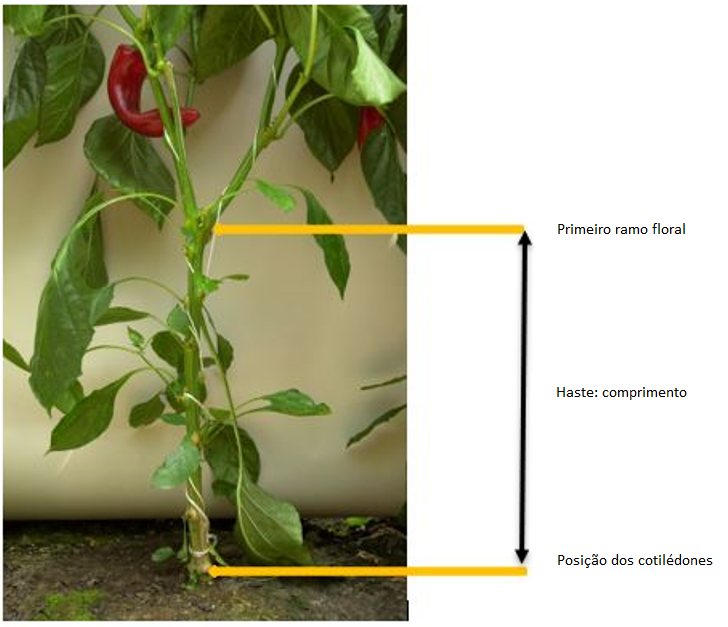 Primeiro ramo floral
Haste: comprimento
Posição dos cotilédones